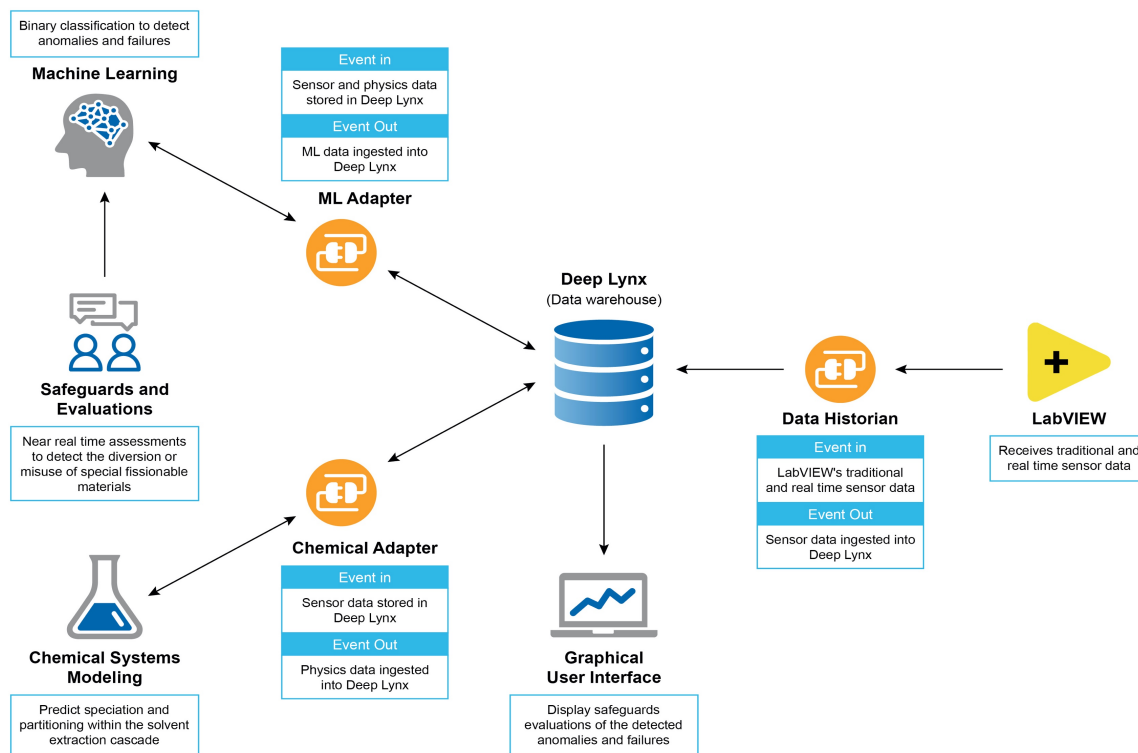 Binary classification to detect
anomalies and failures
Machine Learning
Event in
Sensor and physics data
stored in Deep Lynx
Event Out
ML data ingested into
Deep Lynx
ML Adapter
Deep Lynx
(Data warehouse)
Safeguards and
Evaluations
Near real time assessments
to detect the diversion or
misuse of special fissionable
materials
Data Historian
Event in
LabVIEW's traditional
and real time sensor data
Event Out
Sensor data ingested into
Deep Lynx
LabVIEW
Receives traditional and
real time sensor data
Chemical Adapter
Event in
Sensor data stored in
Deep Lynx
Event Out
Physics data ingested
into Deep Lynx
Chemical Systems
Modeling
Predict speciation and
partitioning within the solvent
extraction cascade
Graphical
User Interface
Display safeguards
evaluations of the detected
anomalies and failures